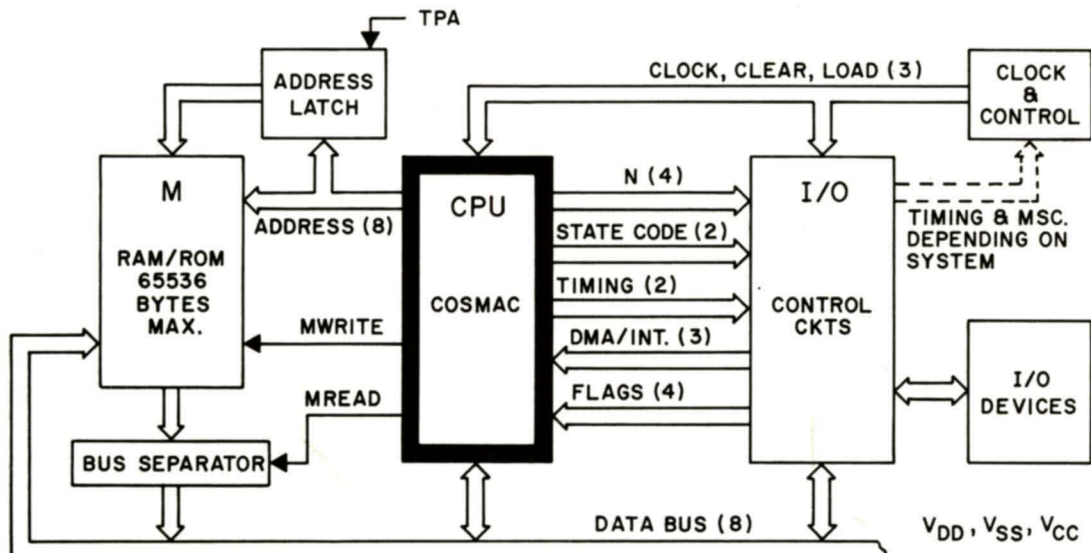 TPA
ADDRESS
LATCH
CLOCK, CLEAR, LOAD (3)
CLOCK
&
CONTROL
M
RAM/ROM
65536
BYTES
MAX.
ADDRESS (8)
CPU
COSMAC
N (4)
STATE CODE (2)
TIMING (2)
DMA/INT. (3)
FLAGS (4)
I/O
CONTROL
CKTS
TIMING & MSC.
DEPENDING ON
SYSTEM
MWRITE
MREAD
I/O
DEVICES
BUS SEPARATOR
DATA BUS (8)
VDD, VSS, VCC